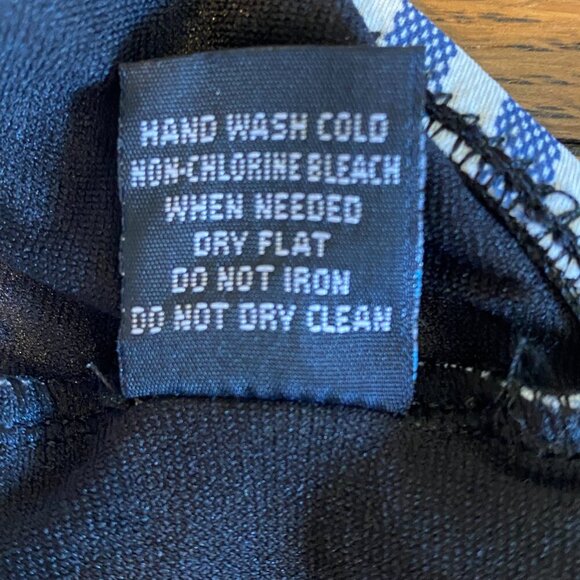 HAND WASH COLD
NON-CHLORINE BLEACH
WHEN NEEDED
DRY FLAT
DO NOT IRON
DO NOT DRY CLEAN